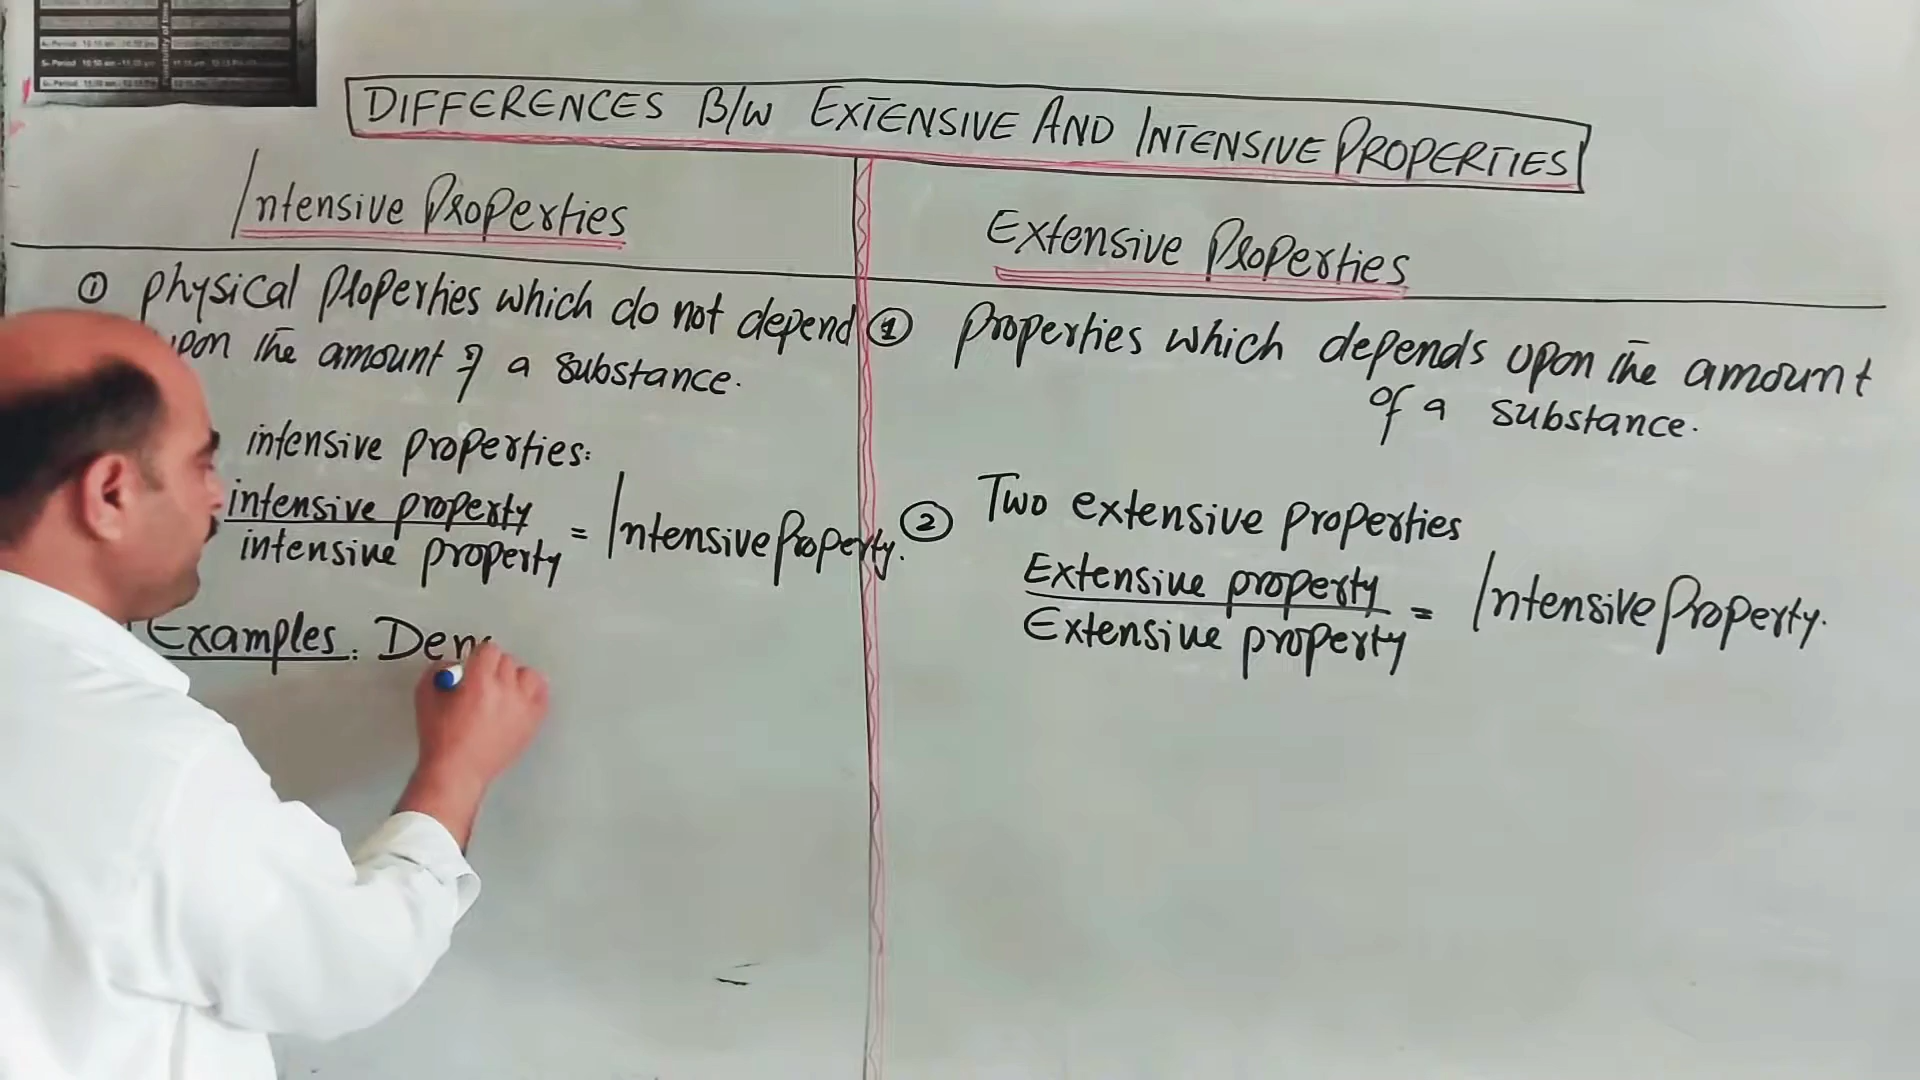 DIFFERENCES B/W EXTENSIVE AND INTENSIVE PROPERTIES
Intensive Properties
① physical properties which do not depend
upon the amount of a substance.
intensive properties:
intensive property
intensive property
= Intensive Property.
Examples: Den
Extensive Properties
① properties which depends upon the amount
of a substance.
② Two extensive properties
Extensive property
Extensive property
= Intensive Property.